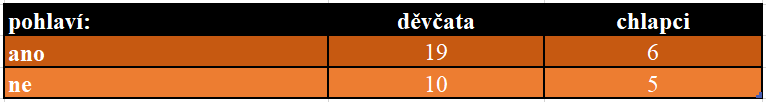 pohlaví: děvčata chlapci
ano 19 6
ne 10 5